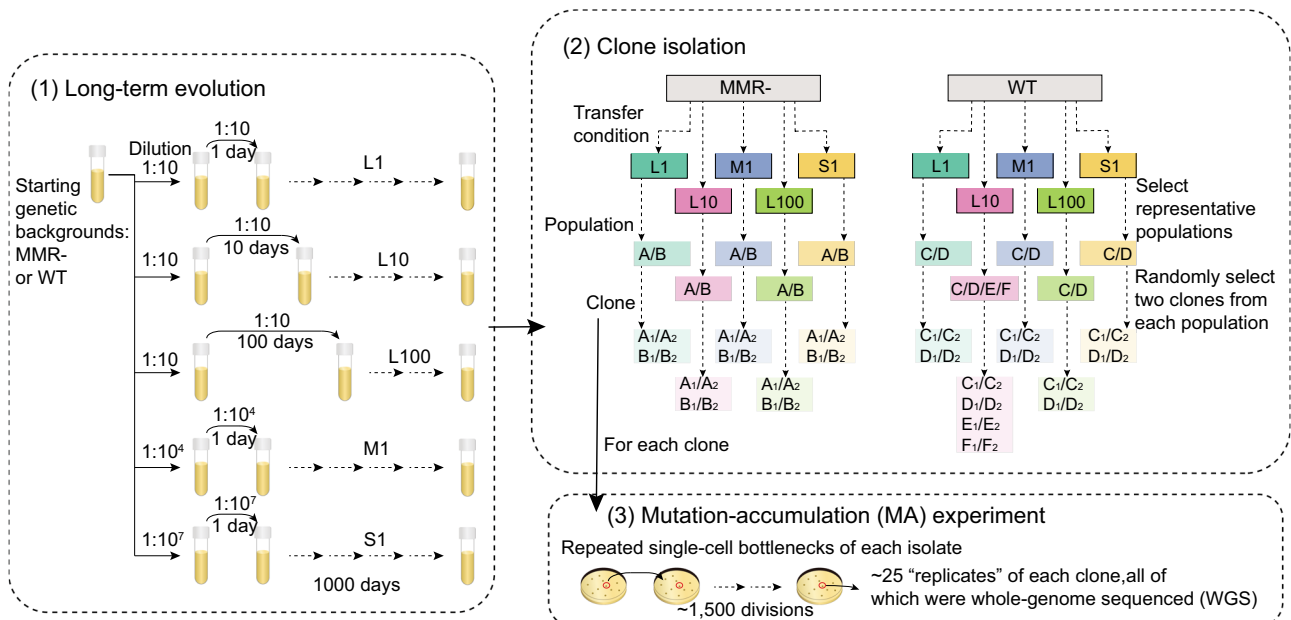 (1) Long-term evolution
Starting
genetic
backgrounds:
MMR-
or WT
Dilution
1:10
1:10
1 day
L1
1:10
1:10
10 days
L10
1:10
1:10
100 days
L100
1:10⁴
1:10⁴
1 day
M1
1:10⁷
1:10⁷
1 day
S1
1000 days
(2) Clone isolation
MMR-
WT
Transfer
condition
L1
M1
S1
L10
L100
L1
M1
S1
L10
L100
Select
representative
populations
Population
A/B
A/B
A/B
A/B
A/B
C/D
C/D
C/D
C/D/E/F
C/D
Randomly select
two clones from
each population
Clone
A₁/A₂
B₁/B₂
A₁/A₂
B₁/B₂
A₁/A₂
B₁/B₂
A₁/A₂
B₁/B₂
A₁/A₂
B₁/B₂
C₁/C₂
D₁/D₂
C₁/C₂
D₁/D₂
C₁/C₂
D₁/D₂
C₁/C₂
D₁/D₂
E₁/E₂
F₁/F₂
C₁/C₂
D₁/D₂
For each clone
(3) Mutation-accumulation (MA) experiment
Repeated single-cell bottlenecks of each isolate
~1,500 divisions
~25 “replicates” of each clone,all of
which were whole-genome sequenced (WGS)